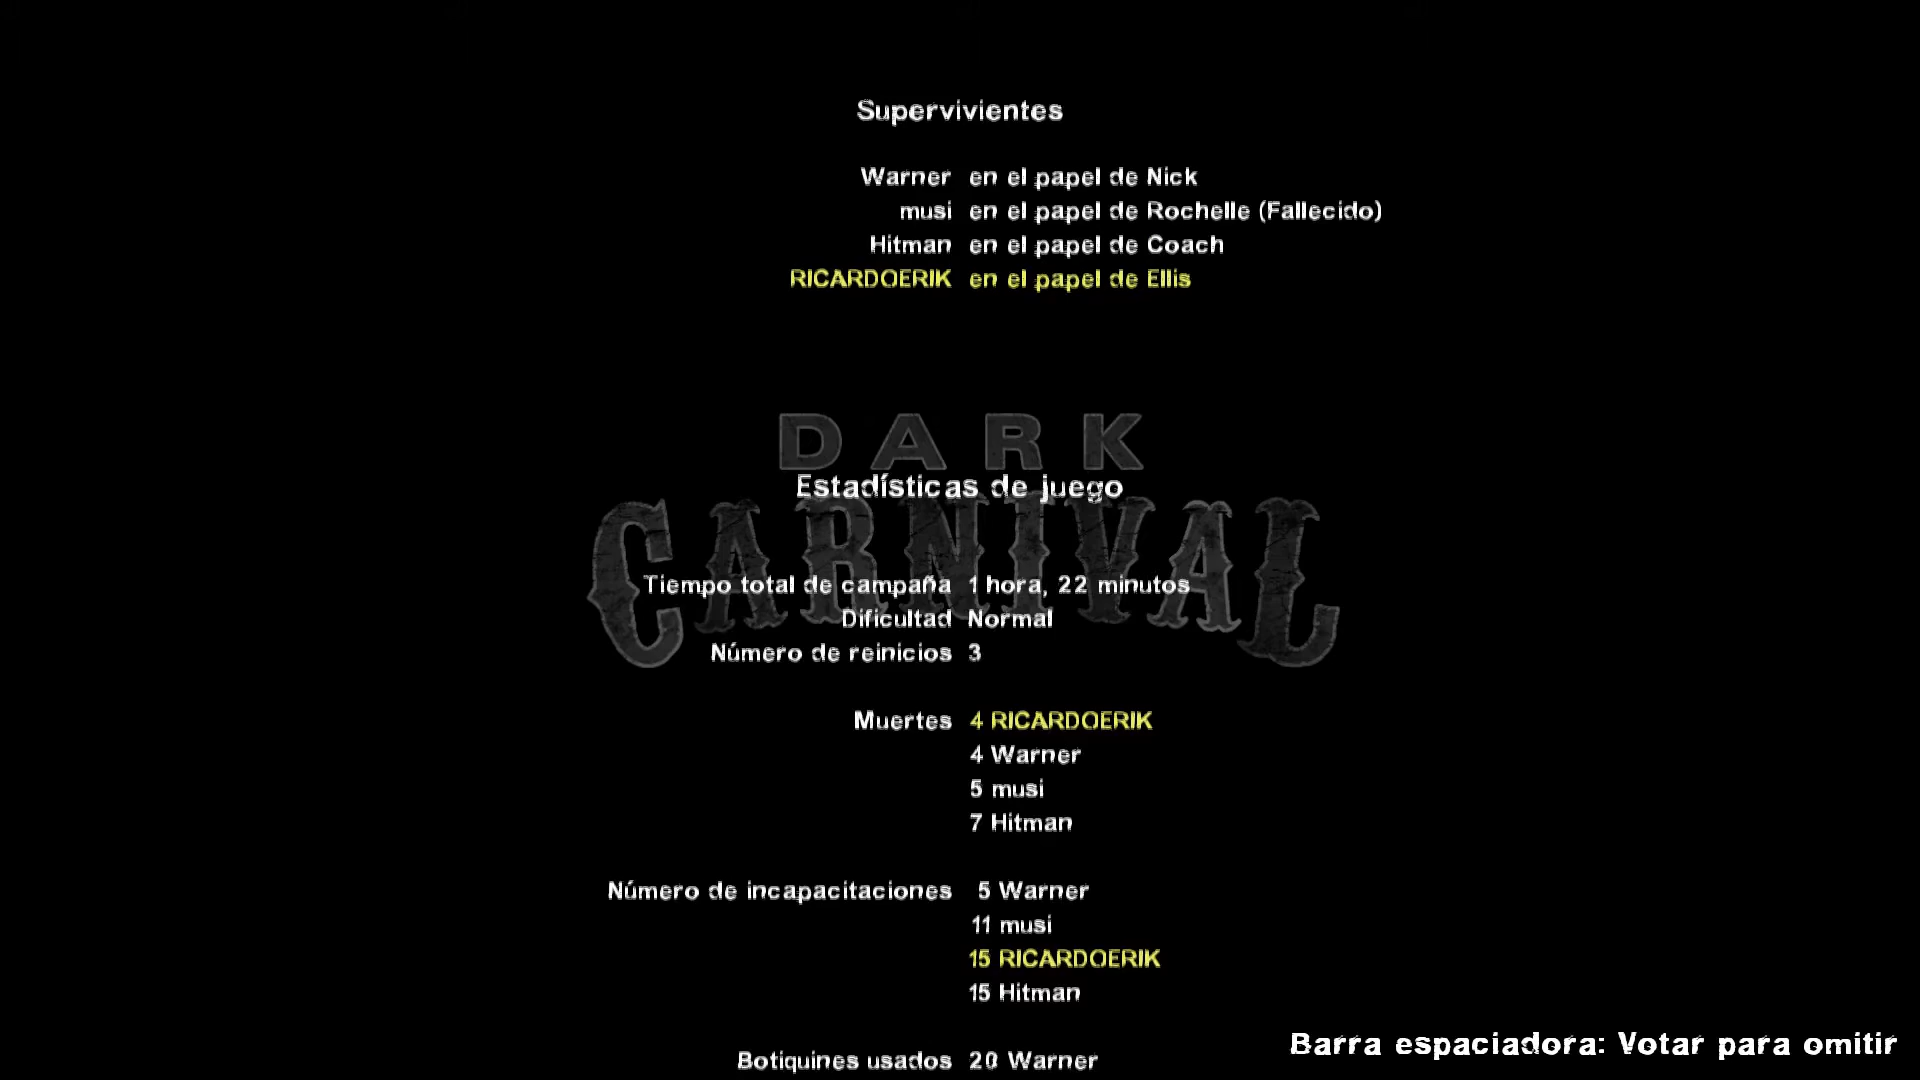 Supervivientes
Warner en el papel de Nick
musi en el papel de Rochelle (Fallecido)
Hitman en el papel de Coach
RICARDOERIK en el papel de Ellis
DARK
Estadísticas de juego
CARNIVAL
Tiempo total de campaña 1 hora, 22 minutos
Dificultad Normal
Número de reinicios 3
Muertes 4 RICARDOERIK
4 Warner
5 musi
7 Hitman
Número de incapacitaciones 5 Warner
11 musi
15 RICARDOERIK
15 Hitman
Botiquines usados 20 Warner
Barra espaciadora: Votar para omitir